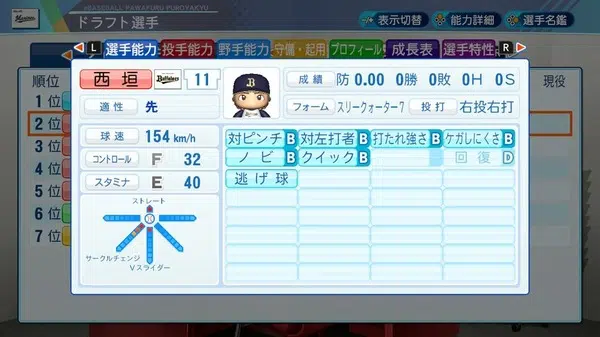 eBASEBALL PAWAFURU PUROYAKYU
ドラフト選手
表示切替 能力詳細 選手名鑑
L 選手能力 投手能力 野手能力 守備・起用 プロフィール 成長表 選手特性 R
順位 現役
西垣 Buffaloes 11
成績 防 0.00 0勝 0敗 0H 0S
適性 先
フォーム スリークォーター7 投打 右投右打
1位
2位
3位
4位
5位
6位
7位
球速 154 km/h
コントロール F 32
スタミナ E 40
対ピンチ B 対左打者 B 打たれ強さ B ケガしにくさ B
ノビ B クイック B 回復 D
逃げ球
ストレート
サークルチェンジ
Vスライダー